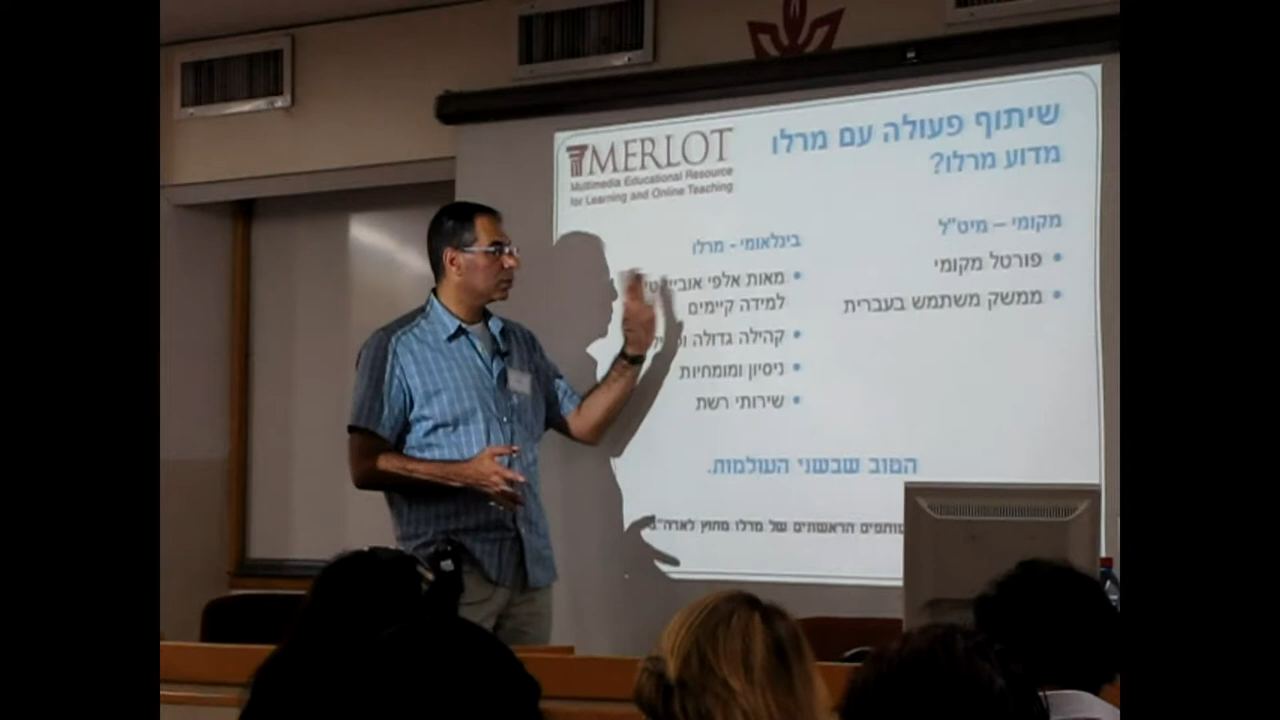 שיתוף פעולה עם מרלו
מדוע מרלו?
MERLOT
Multimedia Educational Resource
for Learning and Online Teaching
מקומי – מיט"ל
פורטל מקומי
ממשק משתמש בעברית
בינלאומי - מרלו
מאות אלפי
למידה קיימים
קהילה גדולה
ניסיון ומומחיות
שירותי רשת
הטוב שבשני העולמות.
הראשתים של מרלו מחוץ לארה"ב